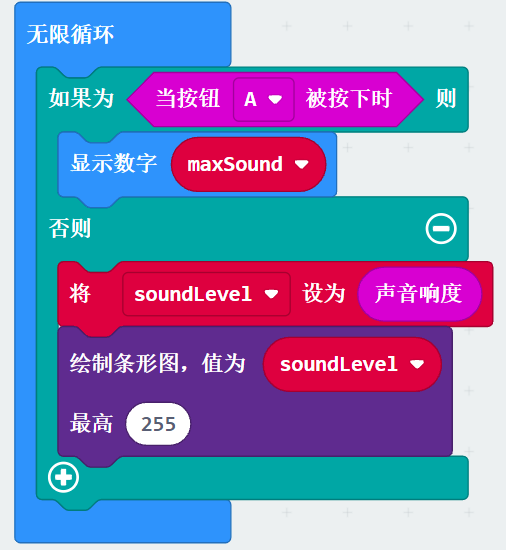 无限循环
如果为 当按钮 A 被按下时 则
显示数字 maxSound
否则
将 soundLevel 设为 声音响度
绘制条形图，值为 soundLevel
最高 255